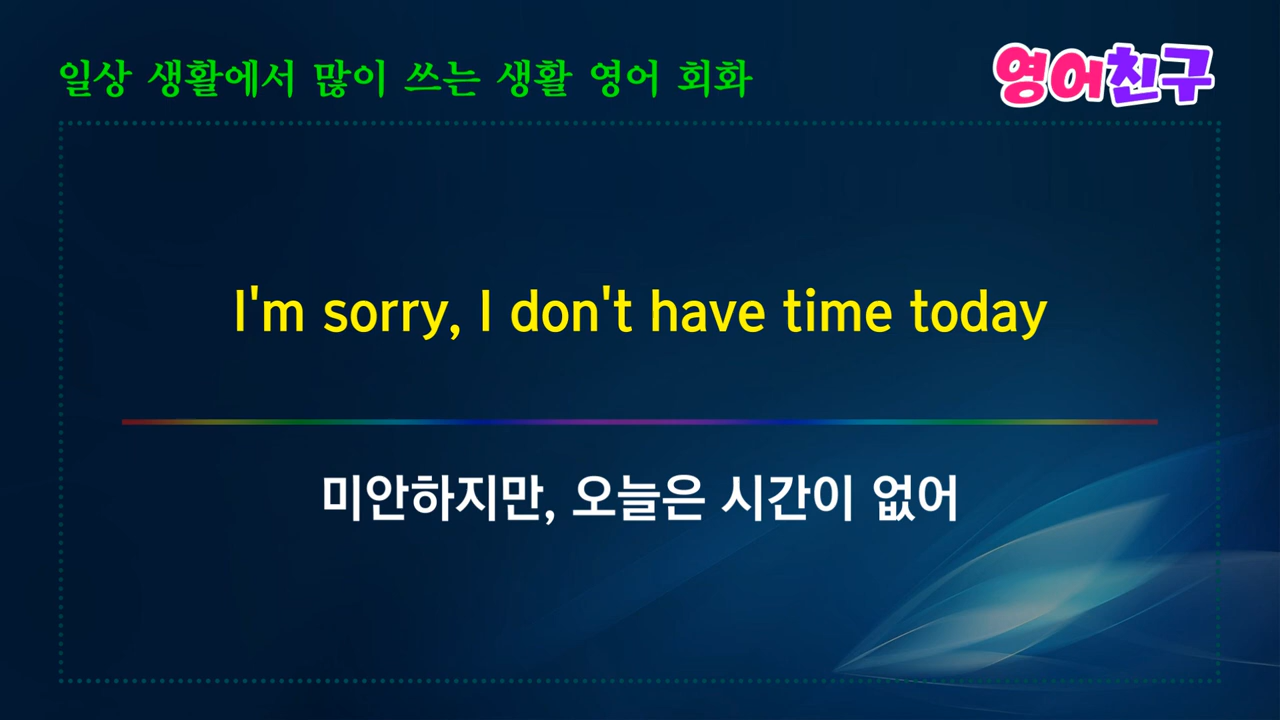 일상 생활에서 많이 쓰는 생활 영어 회화
영어친구
I'm sorry, I don't have time today
미안하지만, 오늘은 시간이 없어